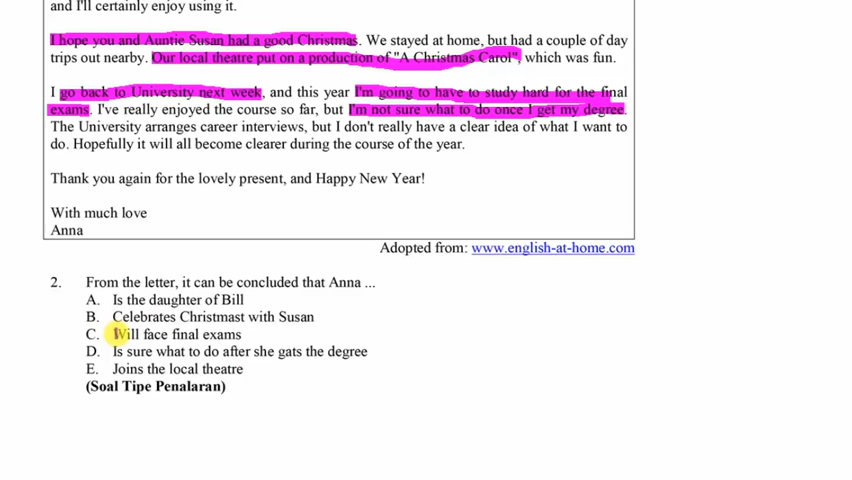 and I'll certainly enjoy using it.
I hope you and Auntie Susan had a good Christmas. We stayed at home, but had a couple of day
trips out nearby. Our local theatre put on a production of "A Christmas Carol", which was fun.
I go back to University next week, and this year I'm going to have to study hard for the final
exams. I've really enjoyed the course so far, but I'm not sure what to do once I get my degree.
The University arranges career interviews, but I don't really have a clear idea of what I want to
do. Hopefully it will all become clearer during the course of the year.
Thank you again for the lovely present, and Happy New Year!
With much love
Anna
Adopted from: www.english-at-home.com
2. From the letter, it can be concluded that Anna ...
A. Is the daughter of Bill
B. Celebrates Christmast with Susan
C. Will face final exams
D. Is sure what to do after she gats the degree
E. Joins the local theatre
(Soal Tipe Penalaran)